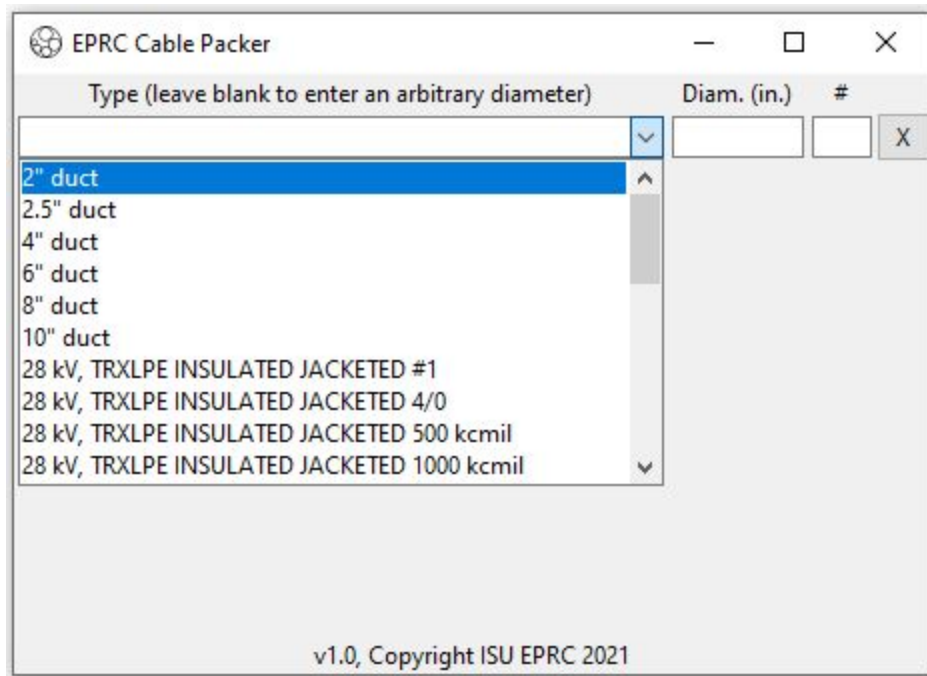 EPRC Cable Packer
Type (leave blank to enter an arbitrary diameter) Diam. (in.) #
X
2" duct
2.5" duct
4" duct
6" duct
8" duct
10" duct
28 kV, TRXLPE INSULATED JACKETED #1
28 kV, TRXLPE INSULATED JACKETED 4/0
28 kV, TRXLPE INSULATED JACKETED 500 kcmil
28 kV, TRXLPE INSULATED JACKETED 1000 kcmil
v1.0, Copyright ISU EPRC 2021